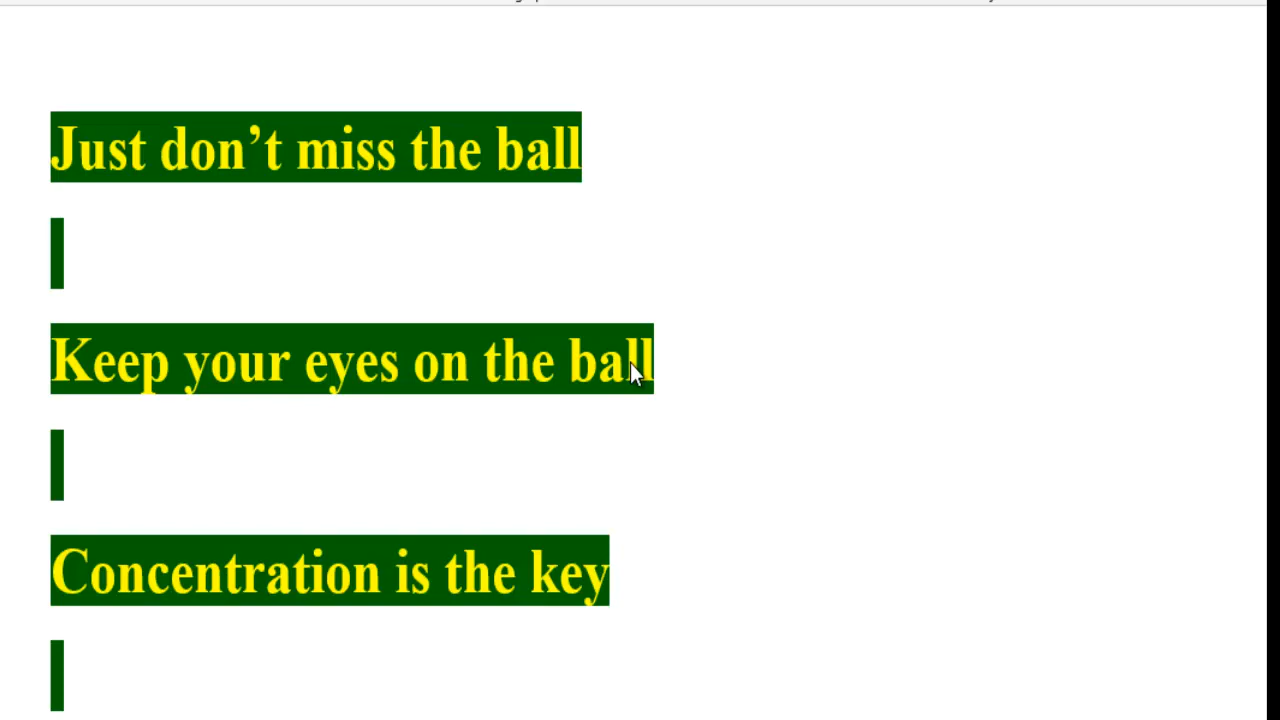 Just don’t miss the ball
Keep your eyes on the ball
Concentration is the key